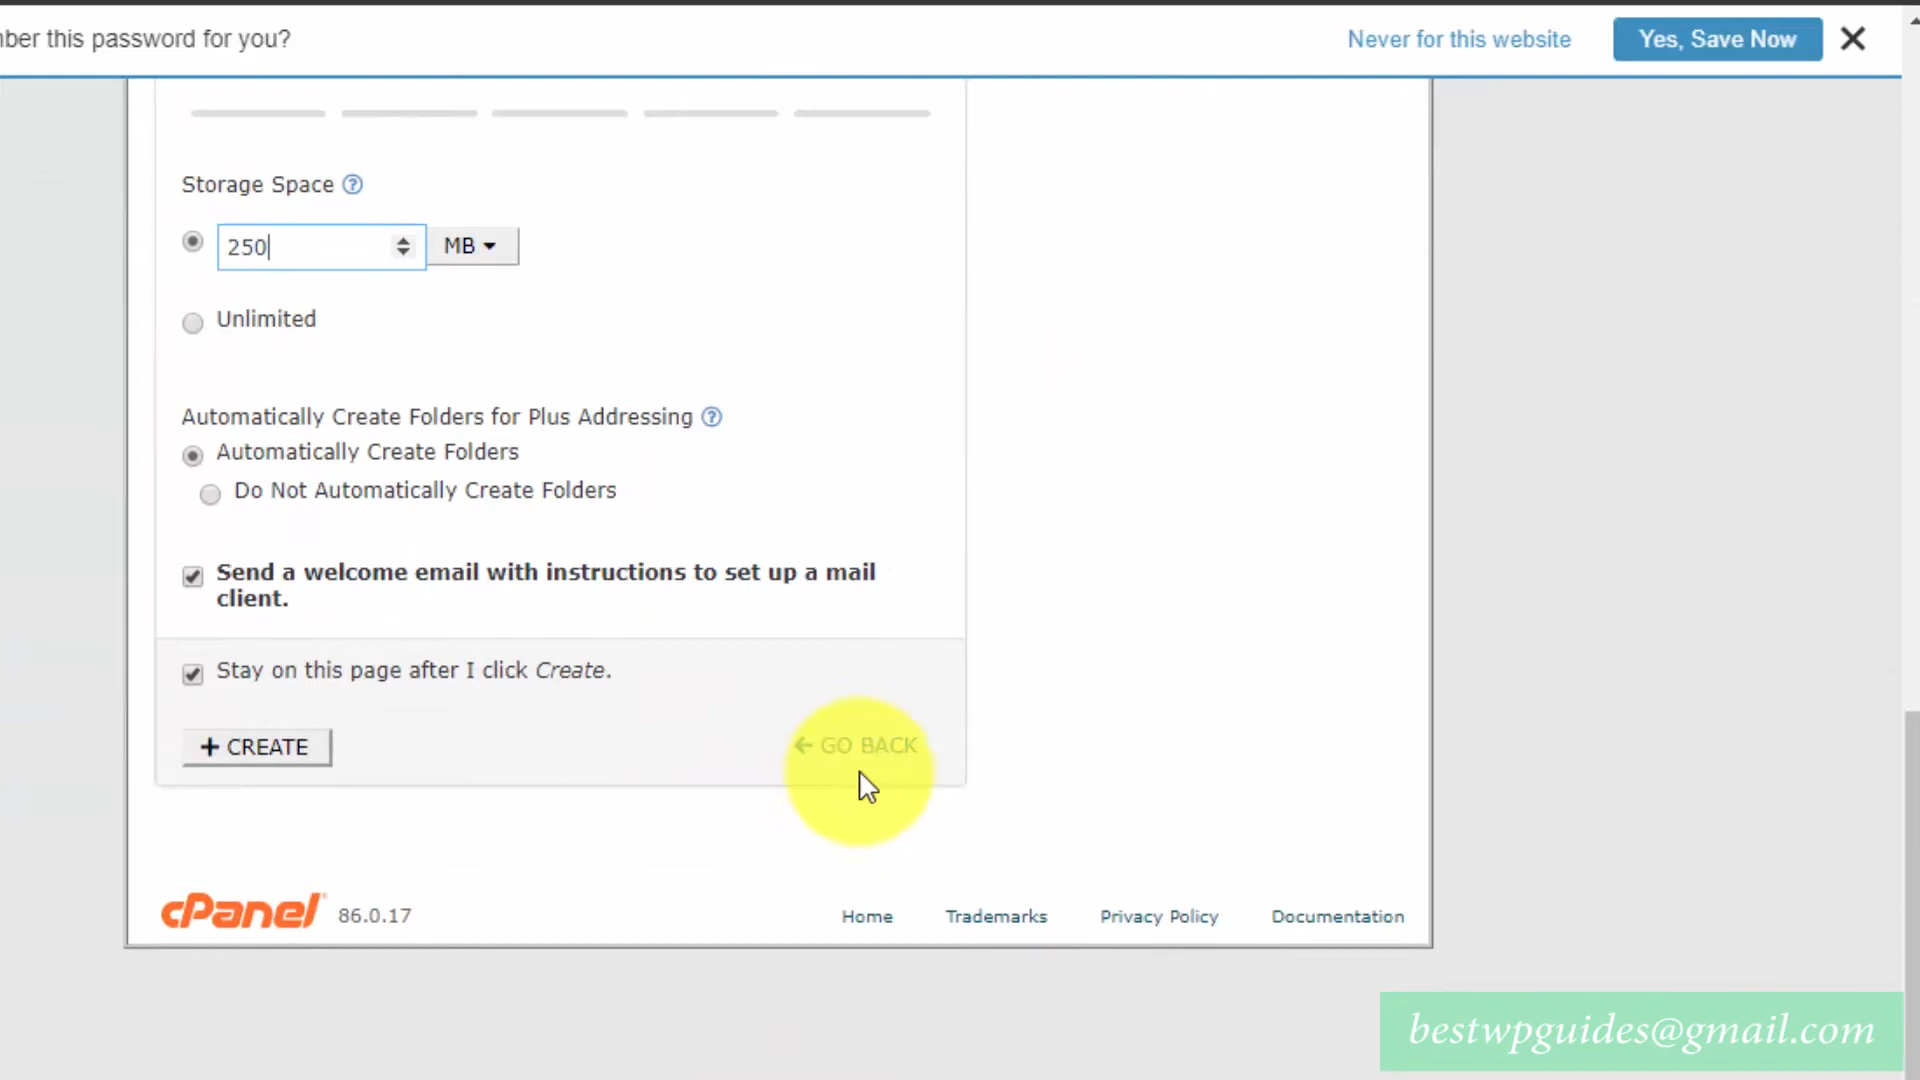 ber this password for you?
Never for this website
Yes, Save Now
Storage Space
250
MB
Unlimited
Automatically Create Folders for Plus Addressing
Automatically Create Folders
Do Not Automatically Create Folders
Send a welcome email with instructions to set up a mail
client.
Stay on this page after I click Create.
+ CREATE
GO BACK
cPanel 86.0.17
Home
Trademarks
Privacy Policy
Documentation
bestwpguides@gmail.com